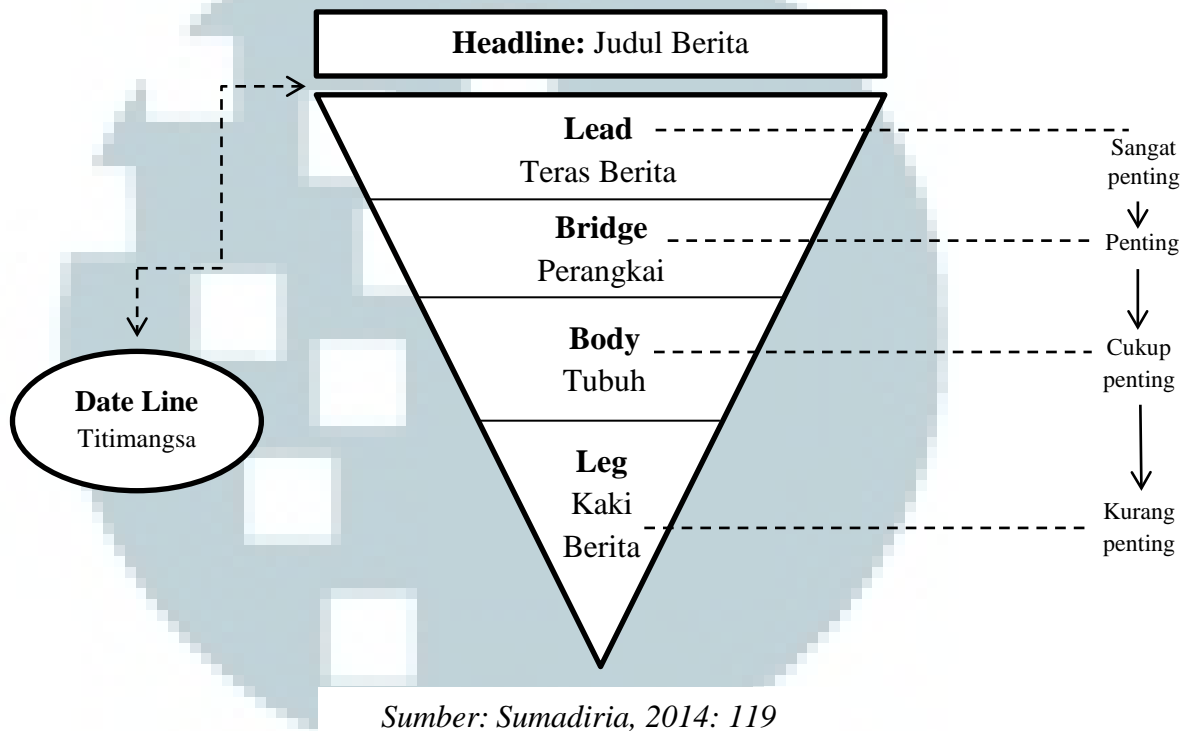 Headline: Judul Berita
Lead
Teras Berita
Sangat
penting
Bridge
Perangkai
Penting
Body
Tubuh
Cukup
penting
Date Line
Titimangsa
Leg
Kaki
Berita
Kurang
penting
Sumber: Sumadiria, 2014: 119